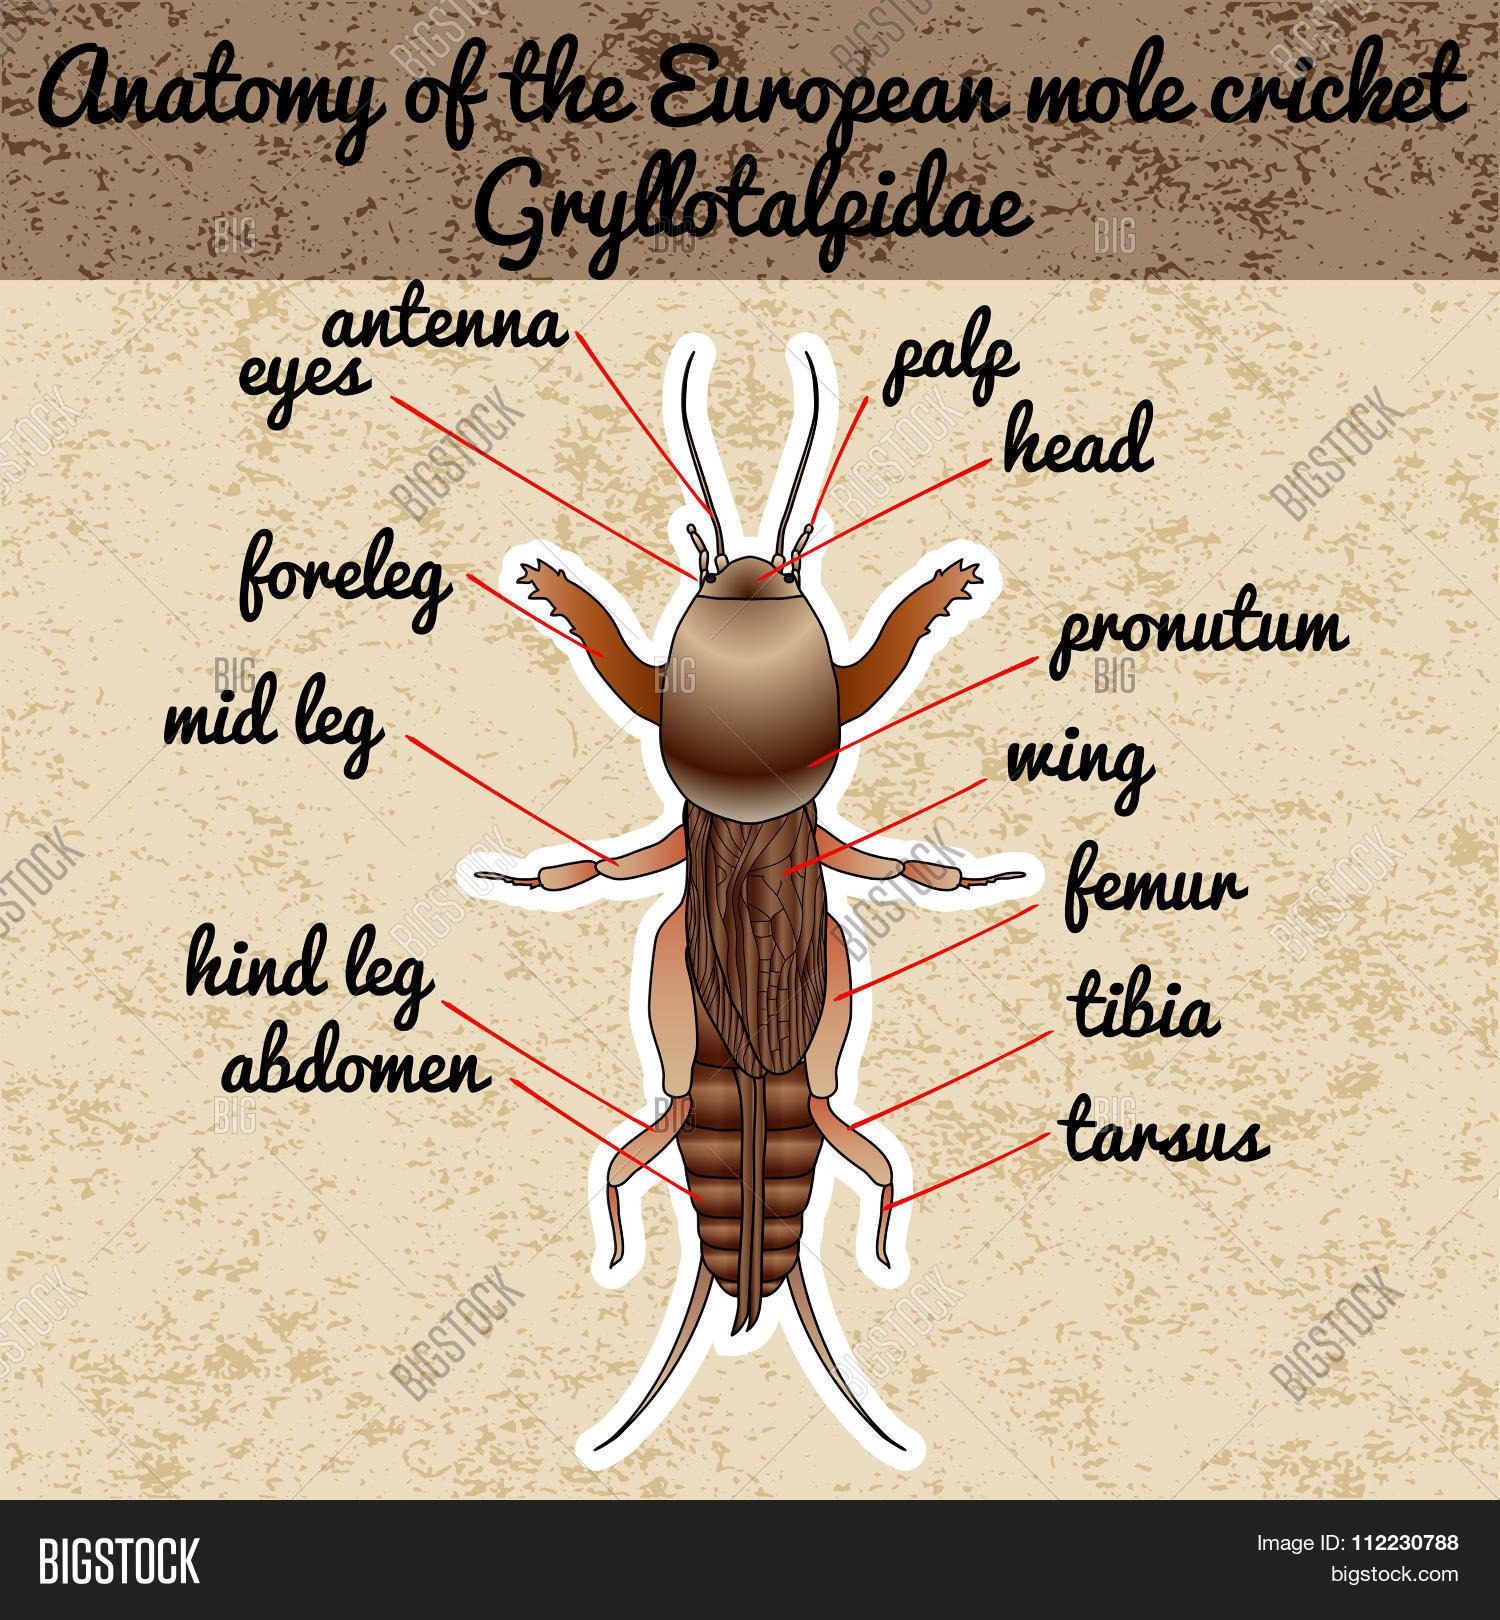 Anatomy of the European mole cricket
Gryllotalpidae
antenna
eyes
palp
head
foreleg
pronutum
mid leg
wing
femur
hind leg
tibia
abdomen
tarsus
BIGSTOCK
Image ID: 112230788
bigstock.com